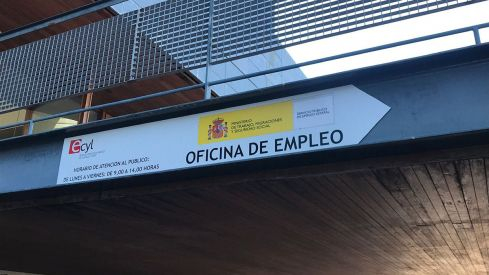 ecyl
HORARIO DE ATENCIÓN AL PÚBLICO:
DE LUNES A VIERNES: DE 9,00 A 14,00 HORAS
MINISTERIO
DE TRABAJO, MIGRACIONES
Y SEGURIDAD SOCIAL
OFICINA DE EMPLEO